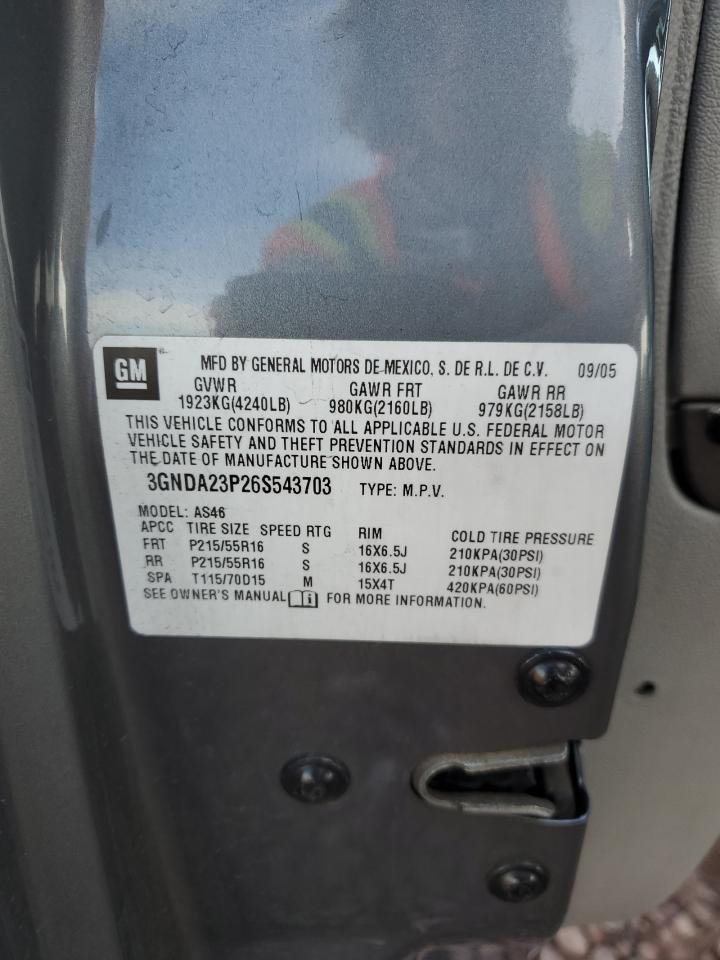 GM MFD BY GENERAL MOTORS DE MEXICO, S. DE R.L. DE C.V. 09/05
GVWR GAWR FRT GAWR RR
1923KG(4240LB) 980KG(2160LB) 979KG(2158LB)
THIS VEHICLE CONFORMS TO ALL APPLICABLE U.S. FEDERAL MOTOR
VEHICLE SAFETY AND THEFT PREVENTION STANDARDS IN EFFECT ON
THE DATE OF MANUFACTURE SHOWN ABOVE.
3GNDA23P26S543703 TYPE: M.P.V.
MODEL: AS46
APCC TIRE SIZE SPEED RTG RIM COLD TIRE PRESSURE
FRT P215/55R16 S 16X6.5J 210KPA(30PSI)
RR P215/55R16 S 16X6.5J 210KPA(30PSI)
SPA T115/70D15 M 15X4T 420KPA(60PSI)
SEE OWNER'S MANUAL i FOR MORE INFORMATION.